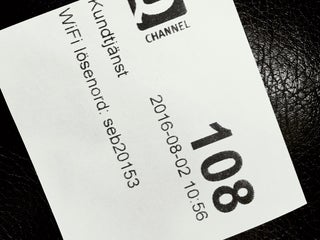 CHANNEL
108
2016-08-02 10:56
Kundtjänst
WiFi lösenord: seb20153